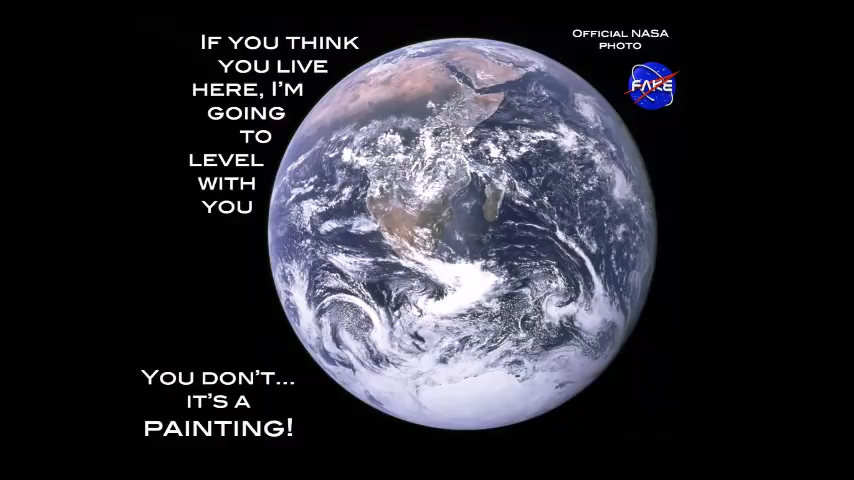 If you think
you live
here, I'm
going
to
level
with
you
Official NASA
photo
FAKE
You don't...
it's a
painting!